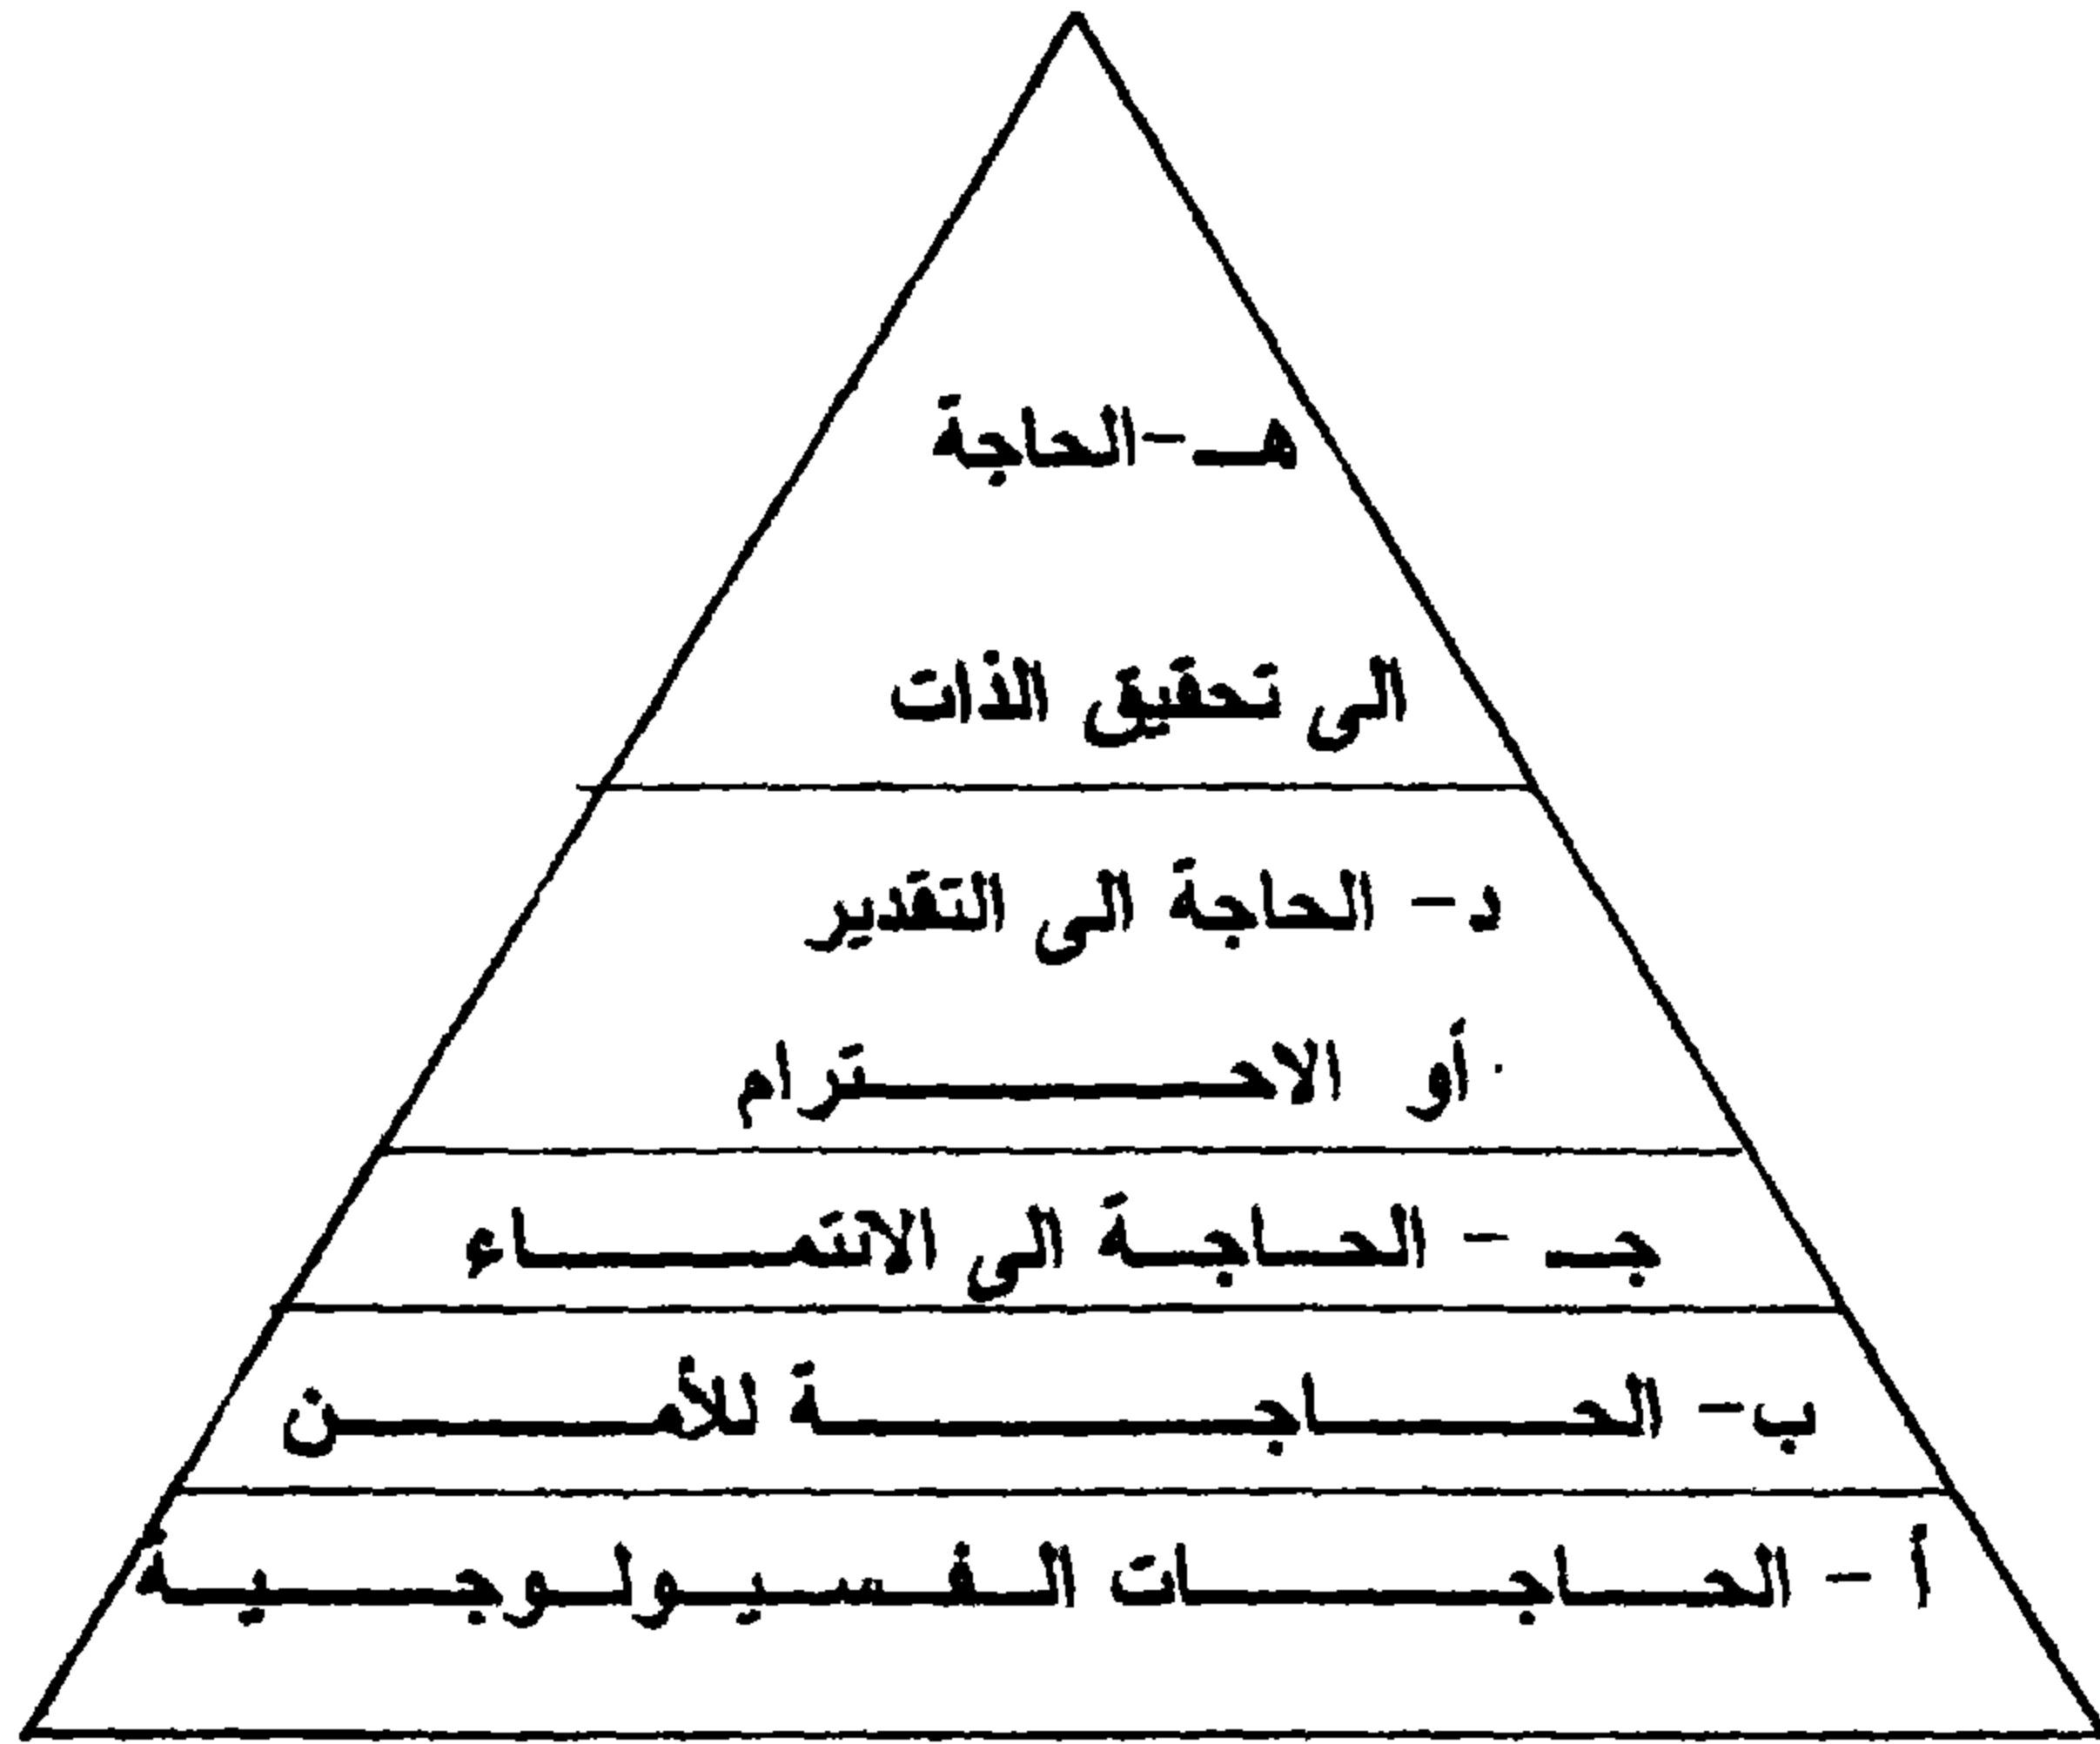 هـ-الحاجة
الى تحقيق الذات
د- الحاجة الى التقدير
أو الاحترام
جـ - الحاجة الى الانتماء
ب- الحاجة للأمن
أ - الحاجات الفسيولوجية